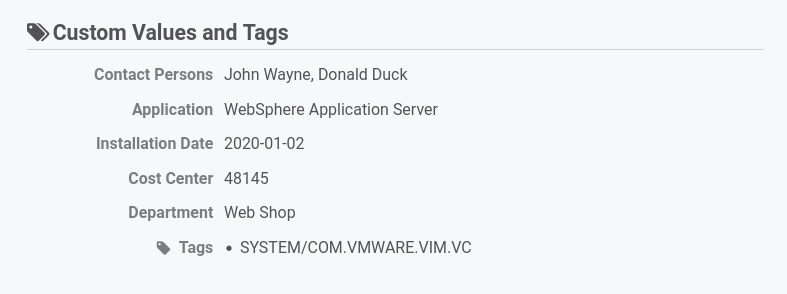 Custom Values and Tags
Contact Persons John Wayne, Donald Duck
Application WebSphere Application Server
Installation Date 2020-01-02
Cost Center 48145
Department Web Shop
Tags • SYSTEM/COM.VMWARE.VIM.VC